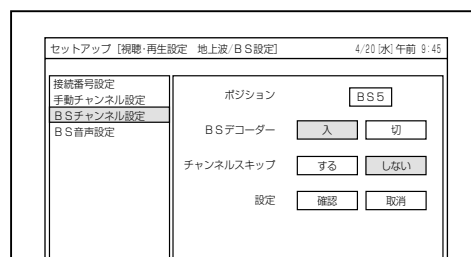 セットアップ [視聴･再生設定 地上波/BS設定] 4/20[水]午前 9:45
接続番号設定
手動チャンネル設定
BSチャンネル設定
BS音声設定
ポジション BS5
BSデコーダー 入 切
チャンネルスキップ する しない
設定 確認 取消